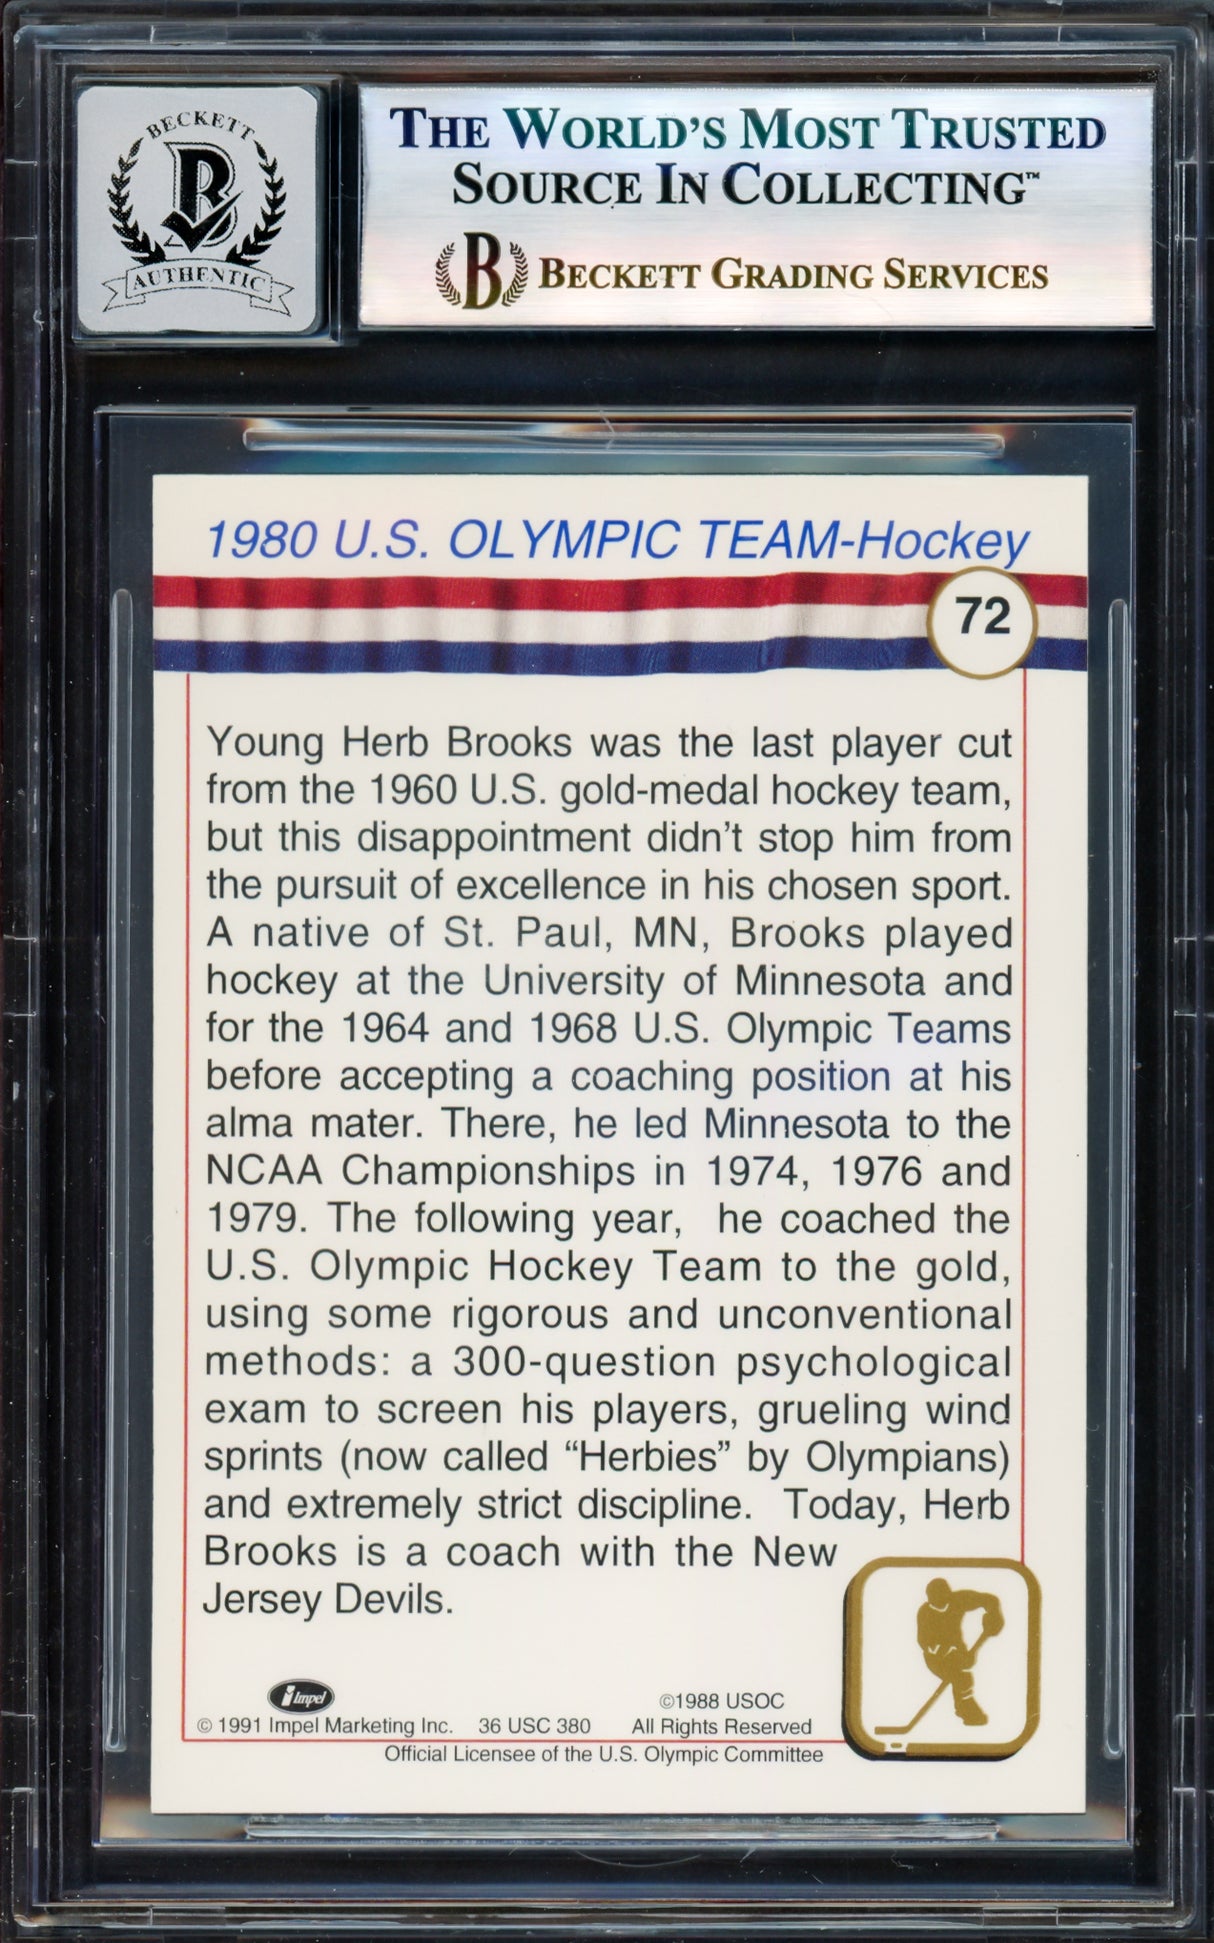 BECKETT
B
AUTHENTIC
THE WORLD'S MOST TRUSTED
SOURCE IN COLLECTING™
B BECKETT GRADING SERVICES
1980 U.S. OLYMPIC TEAM-Hockey
72
Young Herb Brooks was the last player cut
from the 1960 U.S. gold-medal hockey team,
but this disappointment didn't stop him from
the pursuit of excellence in his chosen sport.
A native of St. Paul, MN, Brooks played
hockey at the University of Minnesota and
for the 1964 and 1968 U.S. Olympic Teams
before accepting a coaching position at his
alma mater. There, he led Minnesota to the
NCAA Championships in 1974, 1976 and
1979. The following year, he coached the
U.S. Olympic Hockey Team to the gold,
using some rigorous and unconventional
methods: a 300-question psychological
exam to screen his players, grueling wind
sprints (now called “Herbies” by Olympians)
and extremely strict discipline. Today, Herb
Brooks is a coach with the New
Jersey Devils.
Impel
© 1991 Impel Marketing Inc. 36 USC 380
©1988 USOC
All Rights Reserved
Official Licensee of the U.S. Olympic Committee